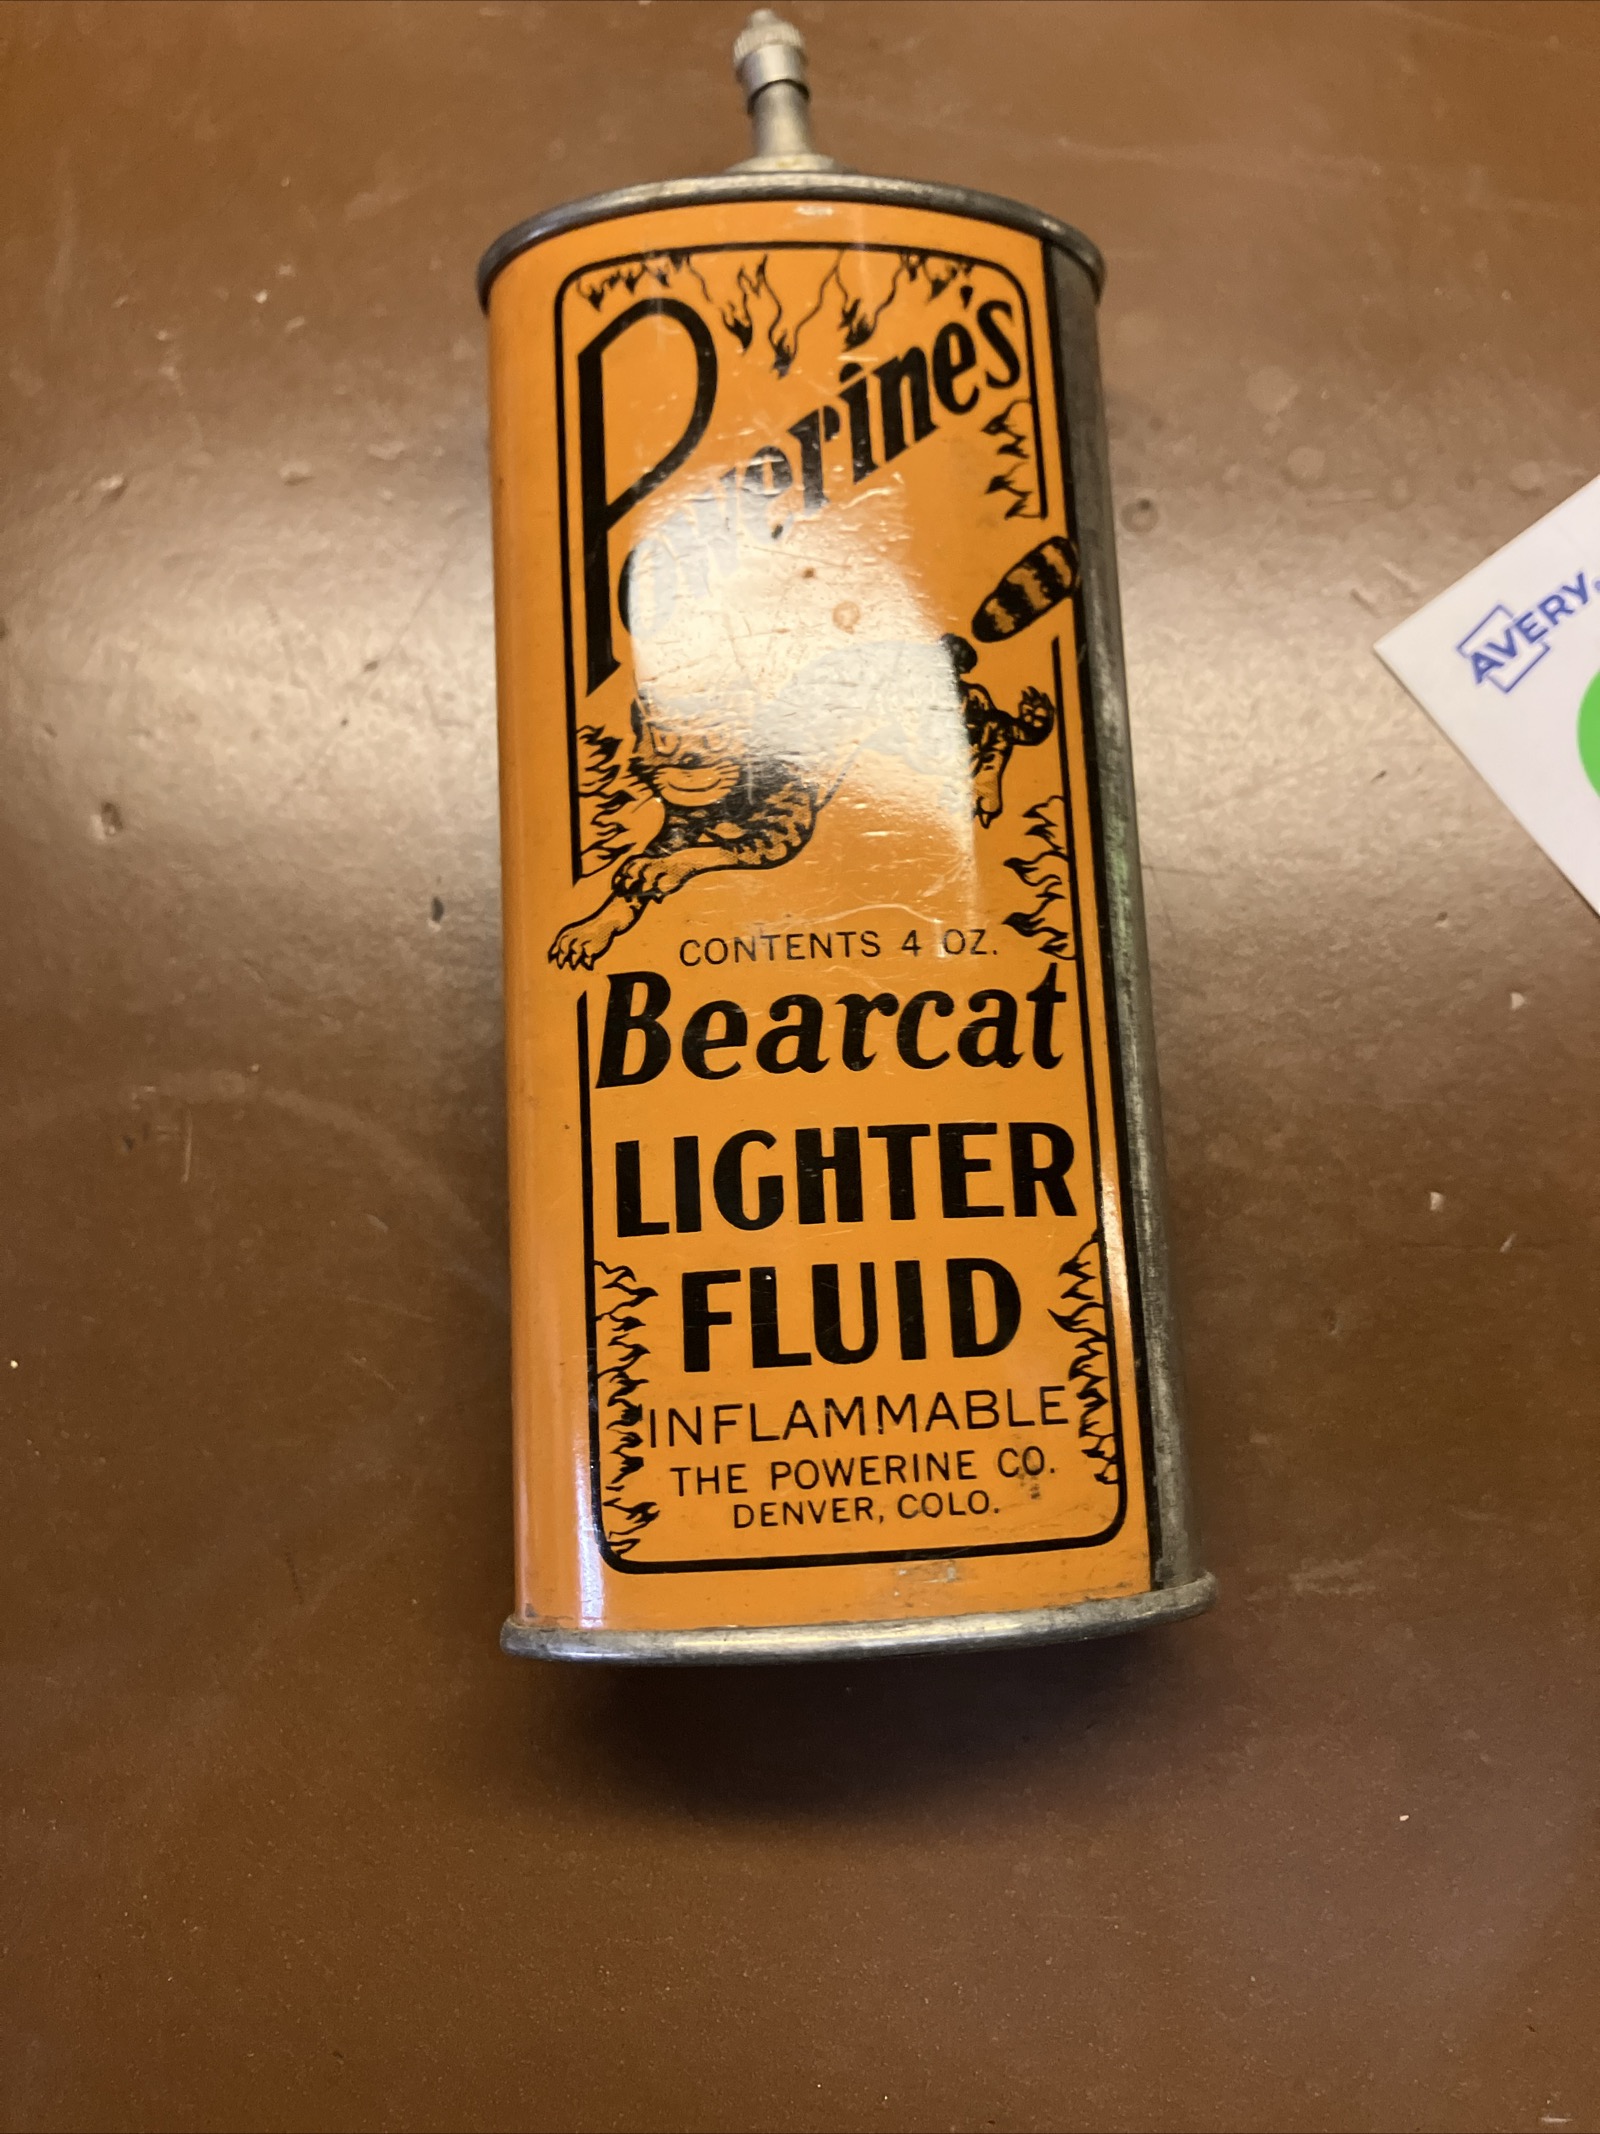 Powerine's
CONTENTS 4 OZ.
Bearcat
LIGHTER
FLUID
INFLAMMABLE
THE POWERINE CO.
DENVER, COLO.
AVERY